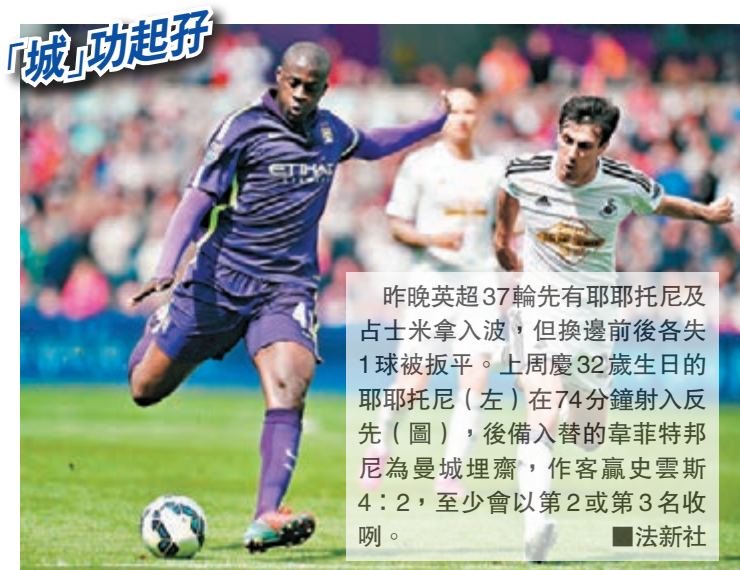 「城」功起孖
ETIHAD
4
昨晚英超37輪先有耶耶托尼及
占士米拿入波，但換邊前後各失
1球被扳平。上周慶32歲生日的
耶耶托尼（左）在74分鐘射入反
先（圖），後備入替的韋菲特邦
尼為曼城埋齋，作客贏史雲斯
4：2，至少會以第2或第3名收
咧。 ■法新社